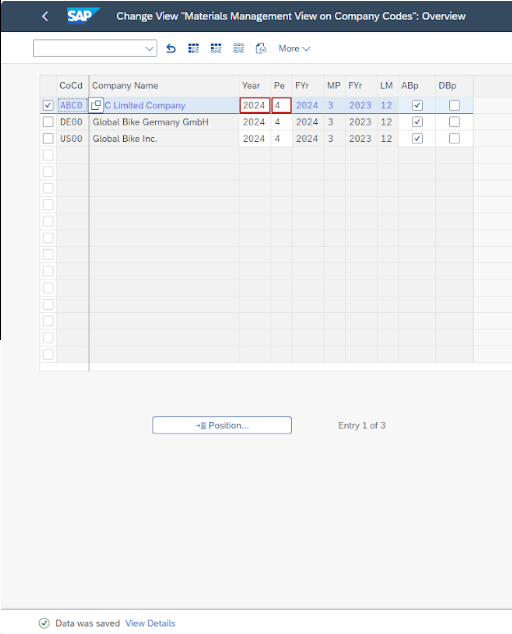 SAP Change View "Materials Management View on Company Codes": Overview
More
CoCd Company Name Year Pe FYr MP FYr LM ABp DBp
ABC0 C Limited Company 2024 4 2024 3 2023 12
DE00 Global Bike Germany GmbH 2024 4 2024 3 2023 12
US00 Global Bike Inc. 2024 4 2024 3 2023 12
Position... Entry 1 of 3
Data was saved View Details